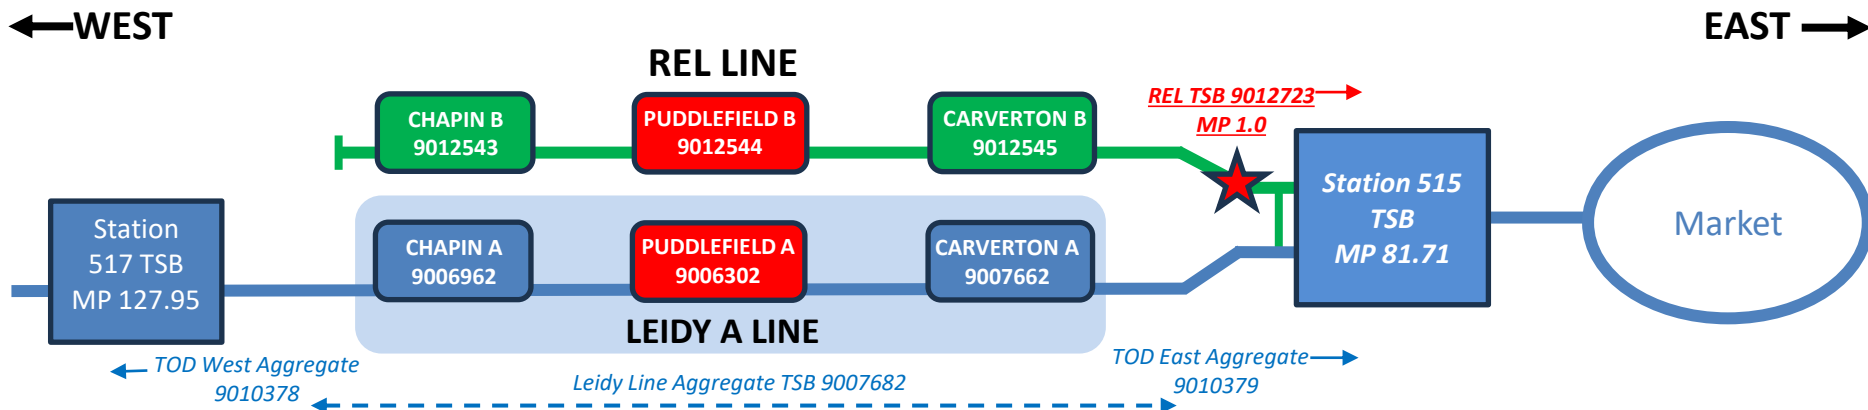 WEST
EAST
REL LINE
REL TSB 9012723
MP 1.0
CHAPIN B
9012543
PUDDLEFIELD B
9012544
CARVERTON B
9012545
Station 515
TSB
MP 81.71
Market
Station
517 TSB
MP 127.95
CHAPIN A
9006962
PUDDLEFIELD A
9006302
CARVERTON A
9007662
LEIDY A LINE
TOD West Aggregate
9010378
Leidy Line Aggregate TSB 9007682
TOD East Aggregate
9010379